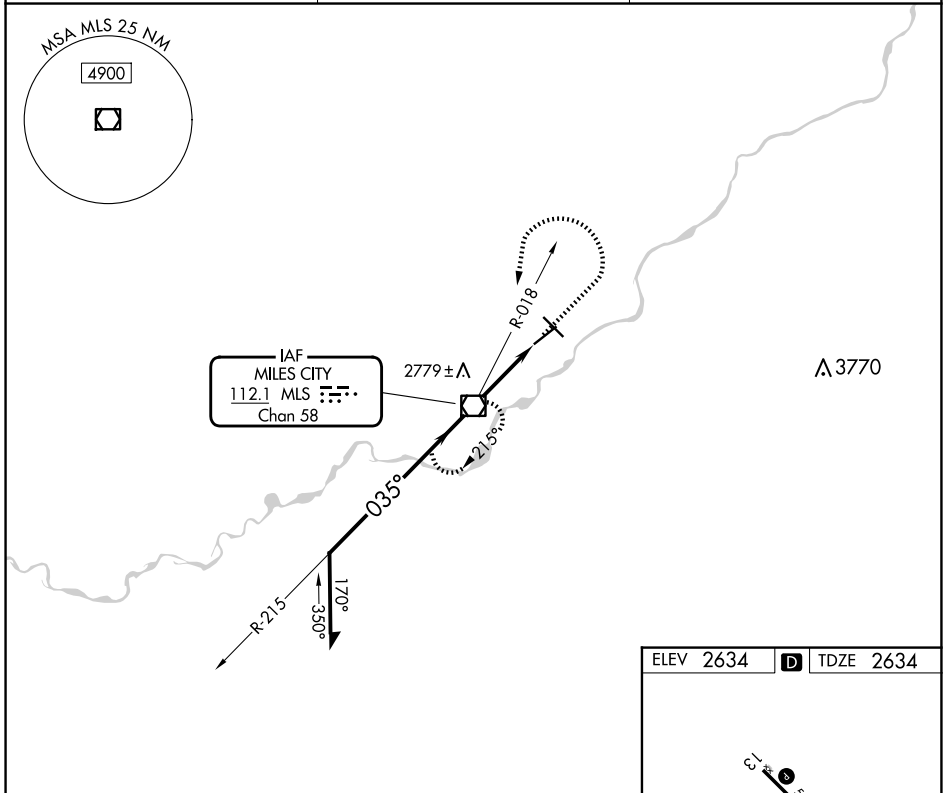 MSA MLS 25 NM
4900
R-018
IAF
MILES CITY
112.1 MLS
Chan 58
2779±
3770
215°
035°
R-215
350°
170°
ELEV 2634 D TDZE 2634
13
P